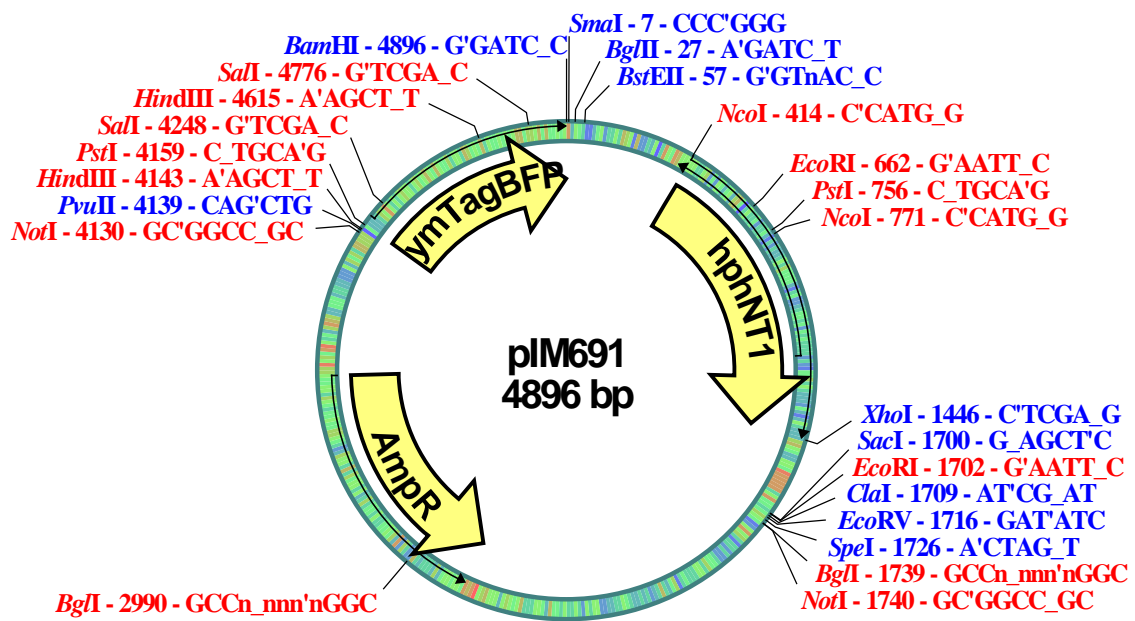 SmaI - 7 - CCC'GGG
BamHI - 4896 - G'GATC_C
BglII - 27 - A'GATC_T
SalI - 4776 - G'TCGA_C
BstEII - 57 - G'GTnAC_C
HindIII - 4615 - A'AGCT_T
NcoI - 414 - C'CATG_G
SalI - 4248 - G'TCGA_C
PstI - 4159 - C_TGCA'G
EcoRI - 662 - G'AATT_C
HindIII - 4143 - A'AGCT_T
PstI - 756 - C_TGCA'G
PvuII - 4139 - CAG'CTG
NcoI - 771 - C'CATG_G
NotI - 4130 - GC'GGCC_GC
ymTagBFP
hphNT1
pIM691
4896 bp
AmpR
XhoI - 1446 - C'TCGA_G
SacI - 1700 - G_AGCT'C
EcoRI - 1702 - G'AATT_C
ClaI - 1709 - AT'CG_AT
EcoRV - 1716 - GAT'ATC
SpeI - 1726 - A'CTAG_T
BglI - 1739 - GCCn_nnn'nGGC
NotI - 1740 - GC'GGCC_GC
BglI - 2990 - GCCn_nnn'nGGC